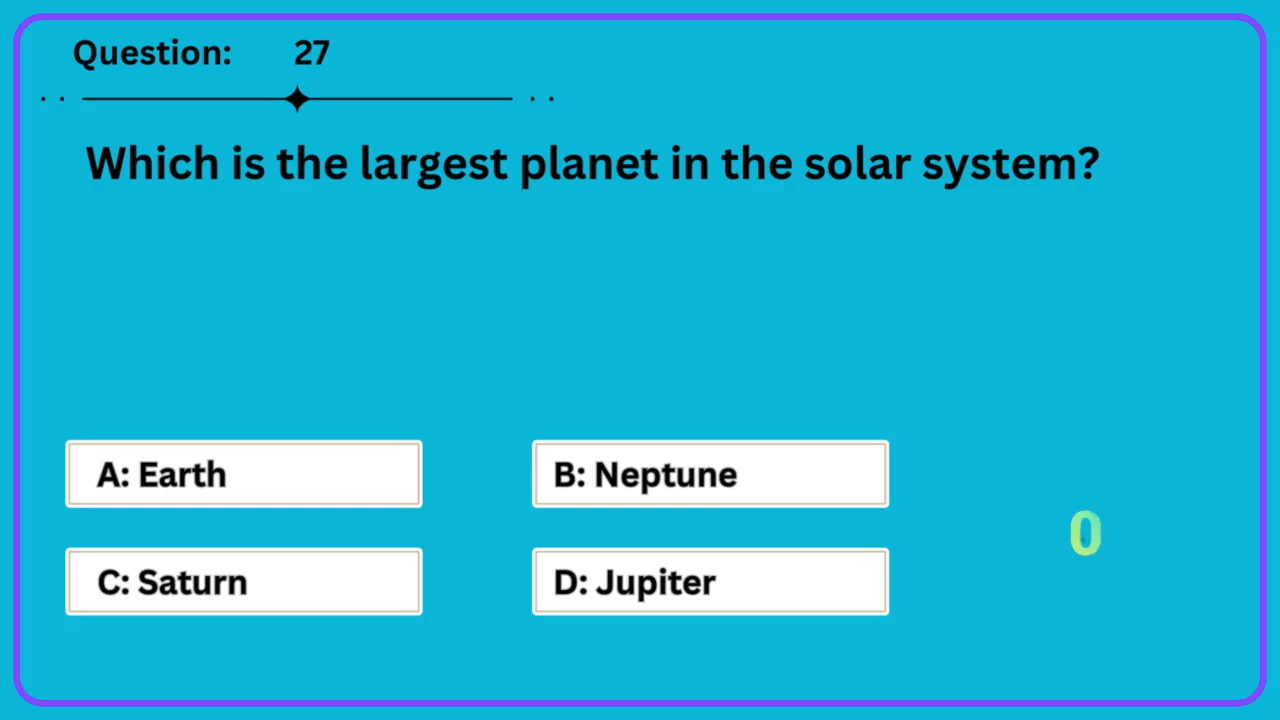 Question: 27
Which is the largest planet in the solar system?
A: Earth
B: Neptune
C: Saturn
D: Jupiter
0